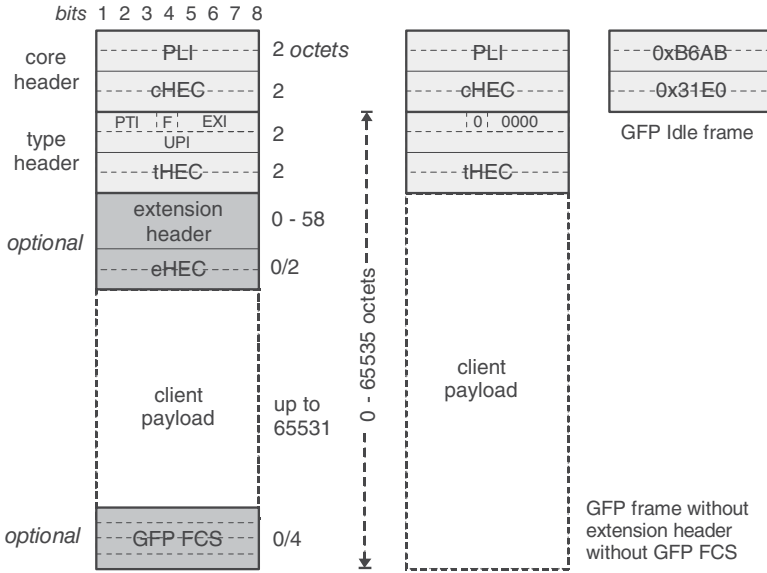 bits 1 2 3 4 5 6 7 8
core
header
PLI
2 octets
cHEC
2
type
header
PTI F EXI
UPI
2
tHEC
2
optional
extension
header
0 - 58
eHEC
0/2
client
payload
up to
65531
optional
GFP FCS
0/4
0 - 65535 octets
PLI
cHEC
0 0000
tHEC
client
payload
0xB6AB
0x31E0
GFP Idle frame
GFP frame without
extension header
without GFP FCS